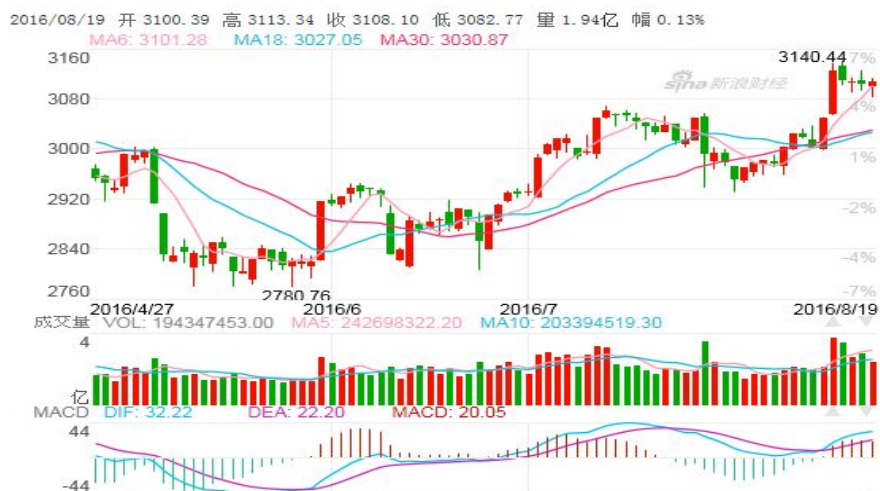 2016/08/19 开 3100.39 高 3113.34 收 3108.10 低 3082.77 量 1.94亿 幅 0.13%
MA6: 3101.28 MA18: 3027.05 MA30: 3030.87
3160 3140.44 7%
sina 新浪财经
3080 4%
3000 1%
2920 -2%
2840 -4%
2760 2780.76 -7%
2016/4/27 2016/6 2016/7 2016/8/19
成交量 VOL: 194347453.00 MA5: 242698322.20 MA10: 203394519.30
4
亿
MACD DIF: 32.22 DEA: 22.20 MACD: 20.05
44
-44